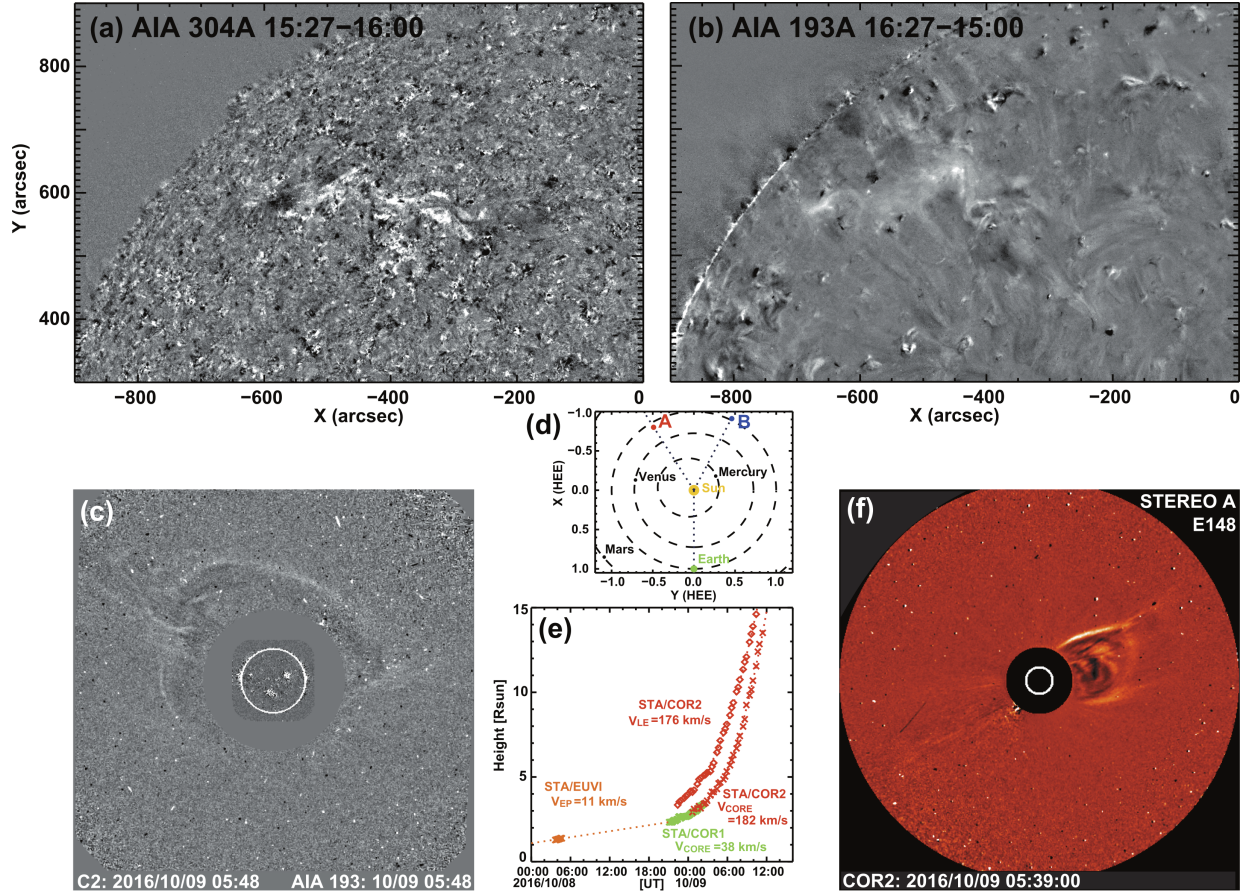 (a) AIA 304A 15:27−16:00
(b) AIA 193A 16:27−15:00
800
600
400
Y (arcsec)
−800 −600 −400 −200 0
X (arcsec)
−800 −600 −400 −200 0
X (arcsec)
(d)
−1.0
−0.5
0.0
0.5
1.0
X (HEE)
A
B
Venus
Mercury
Sun
Mars
Earth
−1.0 −0.5 0.0 0.5 1.0
Y (HEE)
(c)
C2: 2016/10/09 05:48 AIA 193: 10/09 05:48
(e)
15
10
5
0
Height [Rsun]
STA/COR2
VLE=176 km/s
STA/EUVI
VEP=11 km/s
STA/COR2
VCORE
=182 km/s
STA/COR1
VCORE=38 km/s
00:00 06:00 12:00 18:00 00:00 06:00 12:00
2016/10/08 [UT] 10/09
(f)
STEREO A
E148
COR2: 2016/10/09 05:39:00